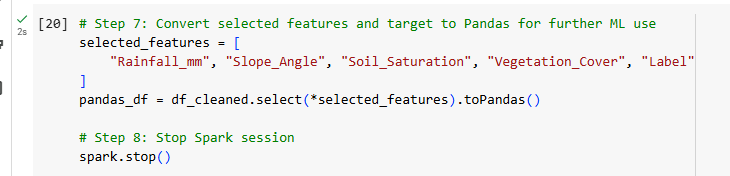 [20] # Step 7: Convert selected features and target to Pandas for further ML use
2s selected_features = [
"Rainfall_mm", "Slope_Angle", "Soil_Saturation", "Vegetation_Cover", "Label"
]
pandas_df = df_cleaned.select(*selected_features).toPandas()
# Step 8: Stop Spark session
spark.stop()